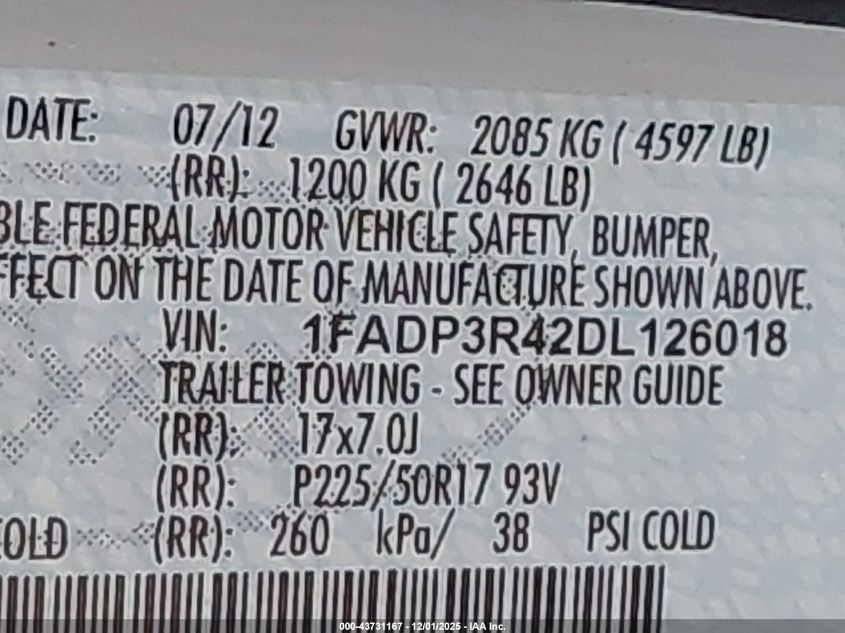 DATE: 07/12 GVWR: 2085 KG ( 4597 LB)
(RR): 1200 KG ( 2646 LB)
BLE FEDERAL MOTOR VEHICLE SAFETY, BUMPER,
FFECT ON THE DATE OF MANUFACTURE SHOWN ABOVE.
VIN: 1FADP3R42DL126018
TRAILER TOWING - SEE OWNER GUIDE
(RR): 17x7.0J
(RR): P225/50R17 93V
COLD (RR): 260 kPa/ 38 PSI COLD
000-43731167 - 12/01/2025 - IAA Inc.